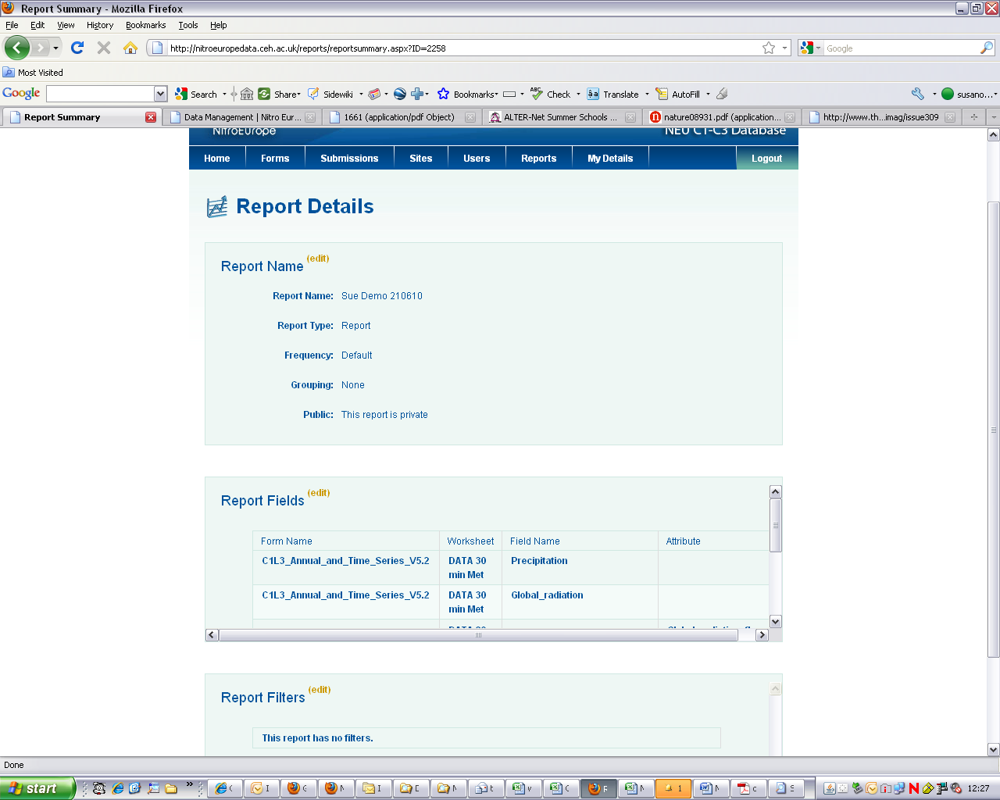 Report Summary - Mozilla Firefox
File Edit View History Bookmarks Tools Help
http://nitroeuropedata.ceh.ac.uk/reports/reportsummary.aspx?ID=2258
Google
Most Visited
Google Search Share Sidewiki Bookmarks ABC Check Translate AutoFill susano...
Report Summary Data Management | Nitro Eur... 1661 (application/pdf Object) ALTER-Net Summer Schools ... nature08931.pdf (application... http://www.th...imag/issue309
NitroEurope NEU C1-C3 Database
Home Forms Submissions Sites Users Reports My Details Logout
Report Details
Report Name (edit)
Report Name: Sue Demo 210610
Report Type: Report
Frequency: Default
Grouping: None
Public: This report is private
Report Fields (edit)
Form Name Worksheet Field Name Attribute
C1L3_Annual_and_Time_Series_V5.2 DATA 30 Precipitation
min Met
C1L3_Annual_and_Time_Series_V5.2 DATA 30 Global_radiation
min Met
Report Filters (edit)
This report has no filters.
Done
start 12:27